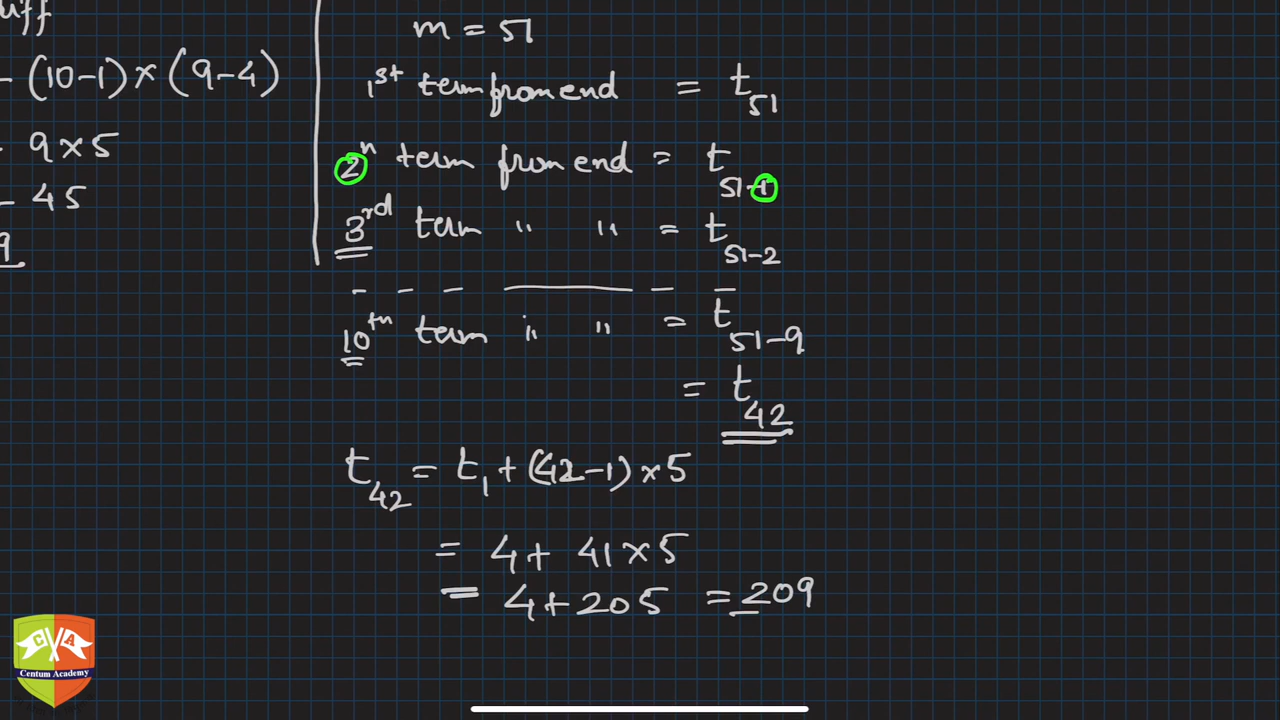 uff
- (10-1) × (9-4)
- 9×5
- 45
9
m = 51
1st term from end = t51
2n term from end = t51-1
3rd term " " = t51-2
10th term " " = t51-9
= t42
t42 = t1 + (42-1) × 5
= 4 + 41×5
= 4+205 = 209
C A
Centum Academy